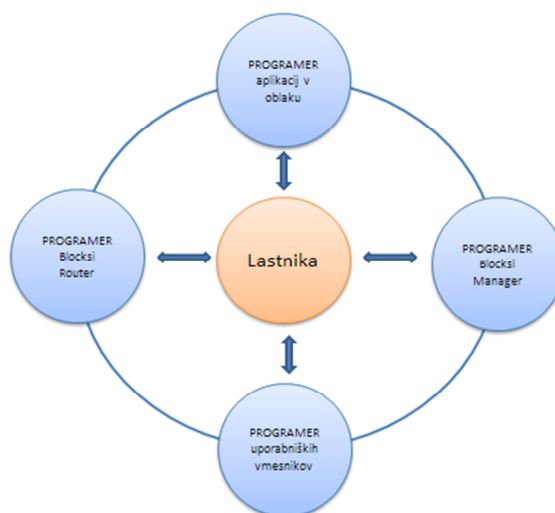 PROGRAMER
aplikacij v
oblaku
PROGRAMER
Blocksi
Router
Lastnika
PROGRAMER
Blocksi
Manager
PROGRAMER
uporabniških
vmesnikov